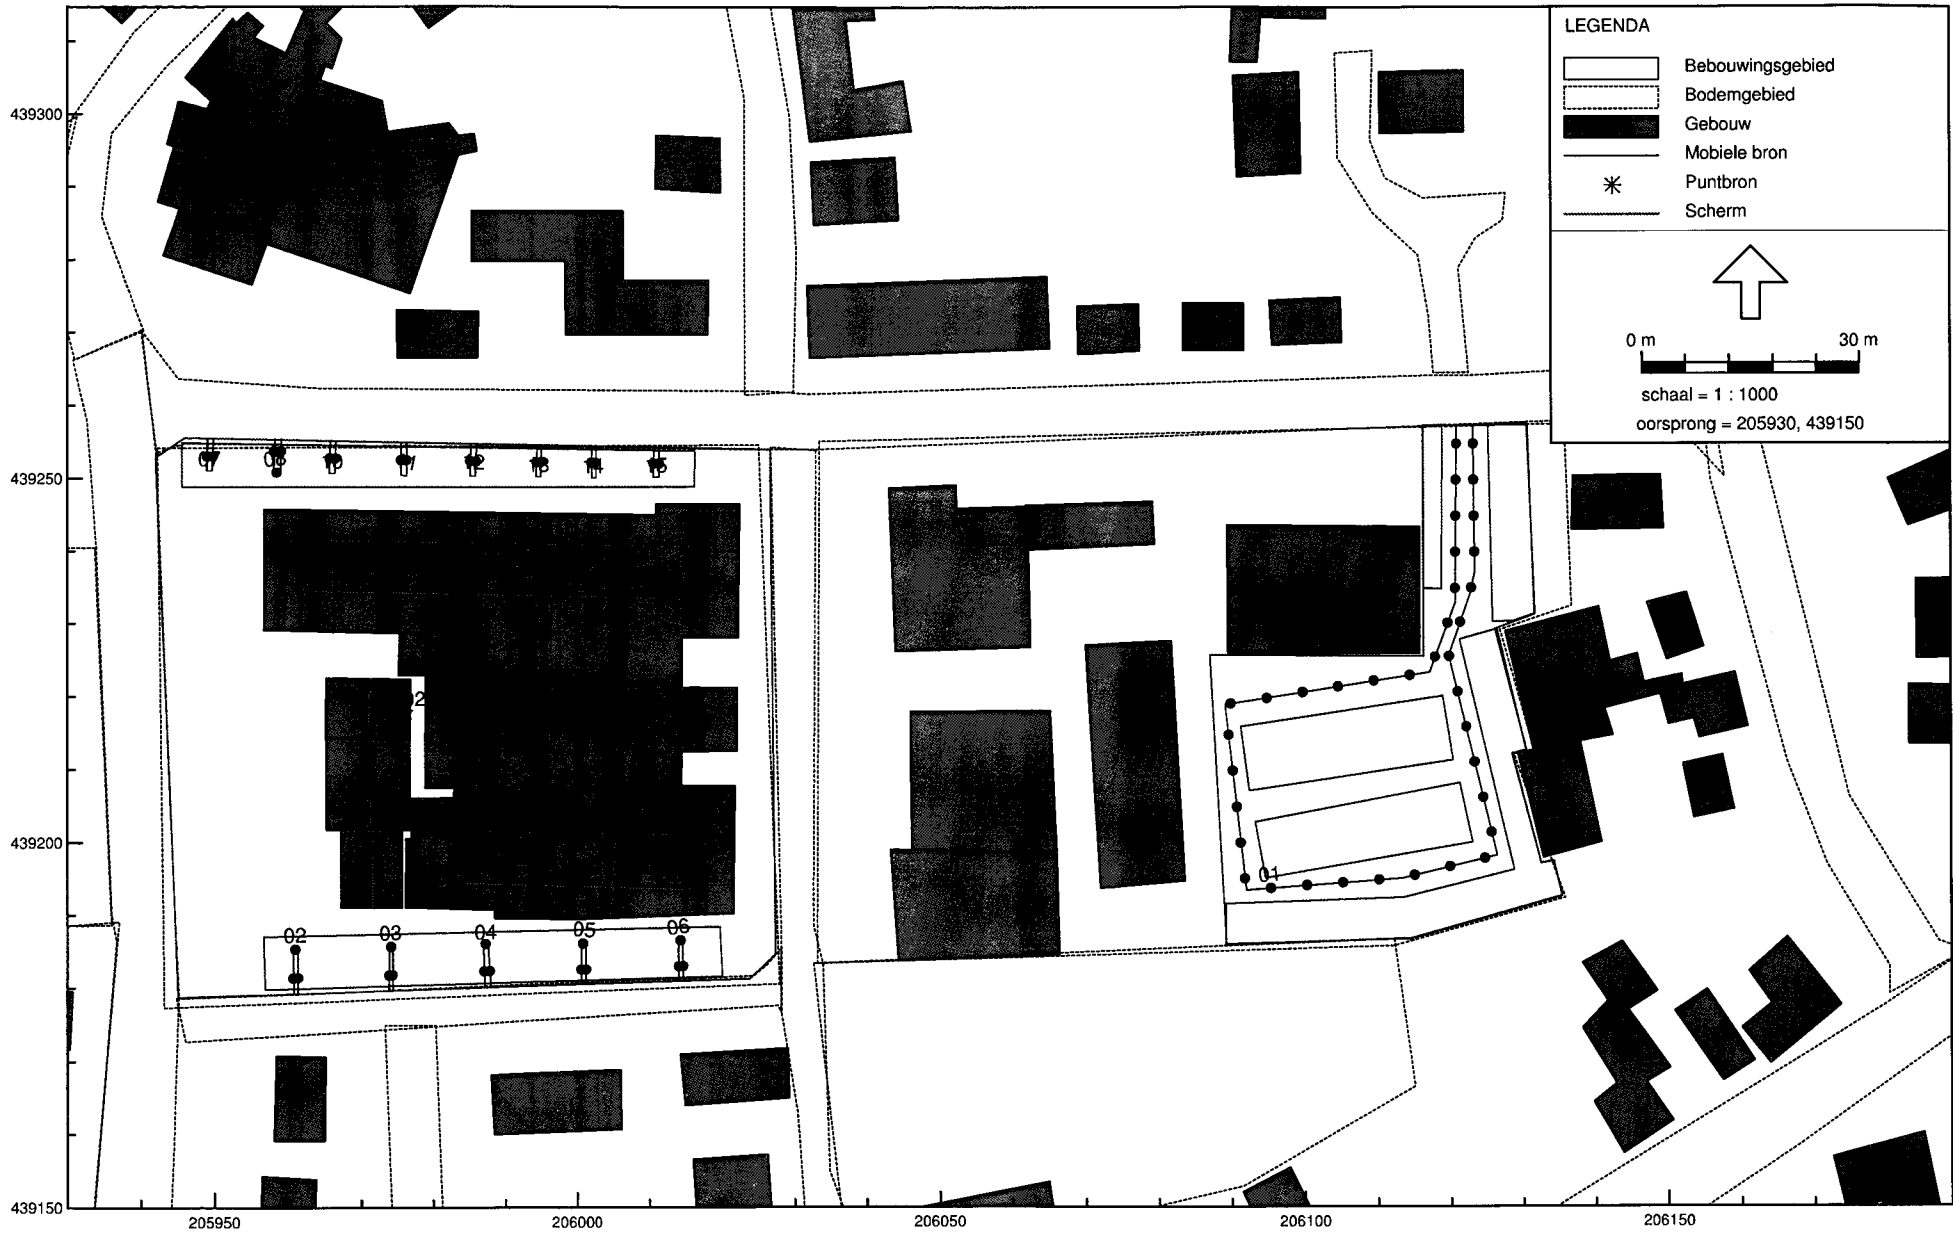 LEGENDA
Bebouwingsgebied
Bodemgebied
Gebouw
Mobiele bron
Puntbron
Scherm
0 m 30 m
schaal = 1 : 1000
oorsprong = 205930, 439150
439300
439250
439200
439150
205950 206000 206050 206100 206150
02
01
02 03 04 05 06